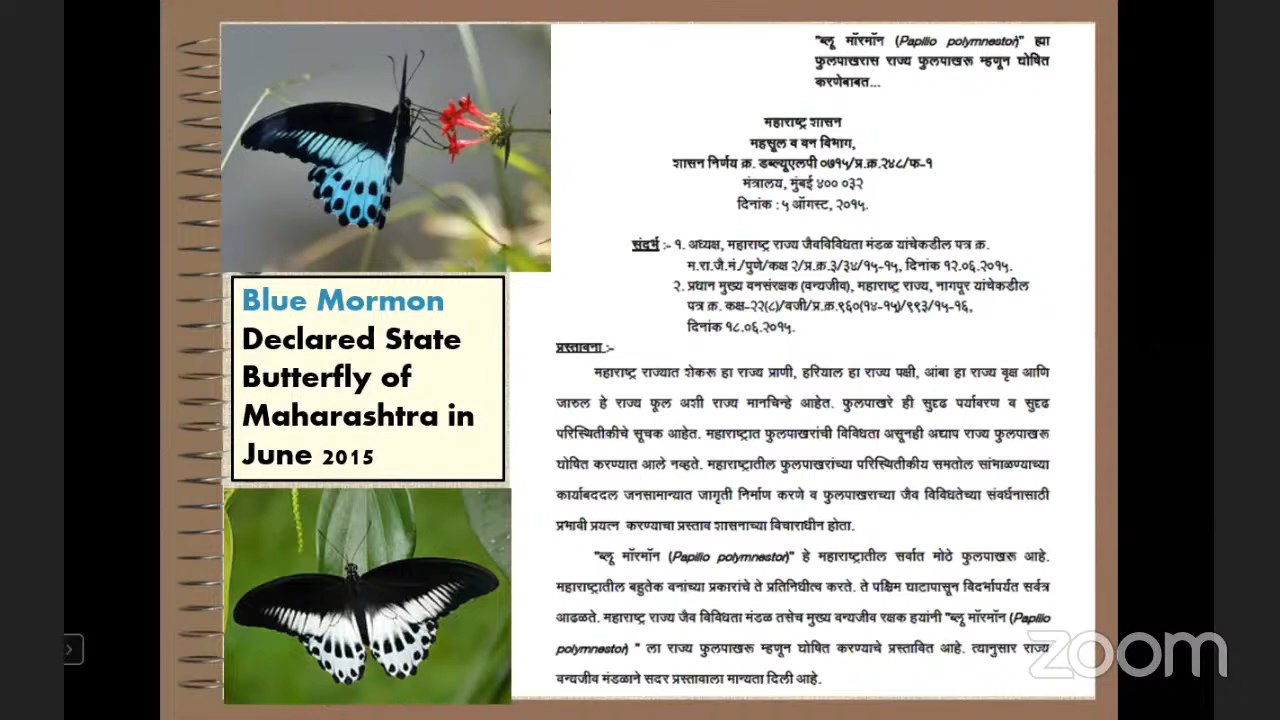 "ब्लू मॉरमॉन (Papilio polymnestor)" ह्या
फुलपाखरास राज्य फुलपाखरू म्हणून घोषित
करणेबाबत...
महाराष्ट्र शासन
महसूल व वन विभाग,
शासन निर्णय क्र. डब्ल्यूएलपी ०७१५/प्र.क्र.२४८/फ-१
मंत्रालय, मुंबई ४०० ०३२
दिनांक : ५ ऑगस्ट, २०१५.
संदर्भ :- १. अध्यक्ष, महाराष्ट्र राज्य जैवविविधता मंडळ यांचेकडील पत्र क्र.
म.रा.जै.मं./पुणे/कक्ष २/प्र.क्र.३/३४/१५-१५, दिनांक १२.०६.२०१५.
२. प्रधान मुख्य वनसंरक्षक (वन्यजीव), महाराष्ट्र राज्य, नागपूर यांचेकडील
पत्र क्र. कक्ष-२२(८)/वजी/प्र.क्र.९६०(१४-१५)/९९३/१५-१६,
दिनांक १८.०६.२०१५.
प्रस्तावना :-
महाराष्ट्र राज्यात शेकरू हा राज्य प्राणी, हरियाल हा राज्य पक्षी, आंबा हा राज्य वृक्ष आणि
जारुल हे राज्य फूल अशी राज्य मानचिन्हे आहेत. फुलपाखरे ही सुदृढ पर्यावरण व सुदृढ
परिस्थितीकीचे सूचक आहेत. महाराष्ट्रात फुलपाखरांची विविधता असूनही अद्याप राज्य फुलपाखरू
घोषित करण्यात आले नव्हते. महाराष्ट्रातील फुलपाखरांच्या परिस्थितीकीय समतोल सांभाळण्याच्या
कार्याबददल जनसामान्यात जागृती निर्माण करणे व फुलपाखराच्या जैव विविधतेच्या संवर्धनासाठी
प्रभावी प्रयत्न करण्याचा प्रस्ताव शासनाच्या विचाराधीन होता.
"ब्लू मॉरमॉन (Papilio polymnestor)" हे महाराष्ट्रातील सर्वात मोठे फुलपाखरू आहे.
महाराष्ट्रातील बहुतेक वनांच्या प्रकारांचे ते प्रतिनिधीत्व करते. ते पश्चिम घाटापासून विदर्भापर्यंत सर्वत्र
आढळते. महाराष्ट्र राज्य जैव विविधता मंडळ तसेच मुख्य वन्यजीव रक्षक हयांनी "ब्लू मॉरमॉन (Papilio
polymnestor) " ला राज्य फुलपाखरू म्हणून घोषित करण्याचे प्रस्तावित आहे. त्यानुसार राज्य
वन्यजीव मंडळाने सदर प्रस्तावाला मान्यता दिली आहे.
Blue Mormon
Declared State
Butterfly of
Maharashtra in
June 2015
zoom